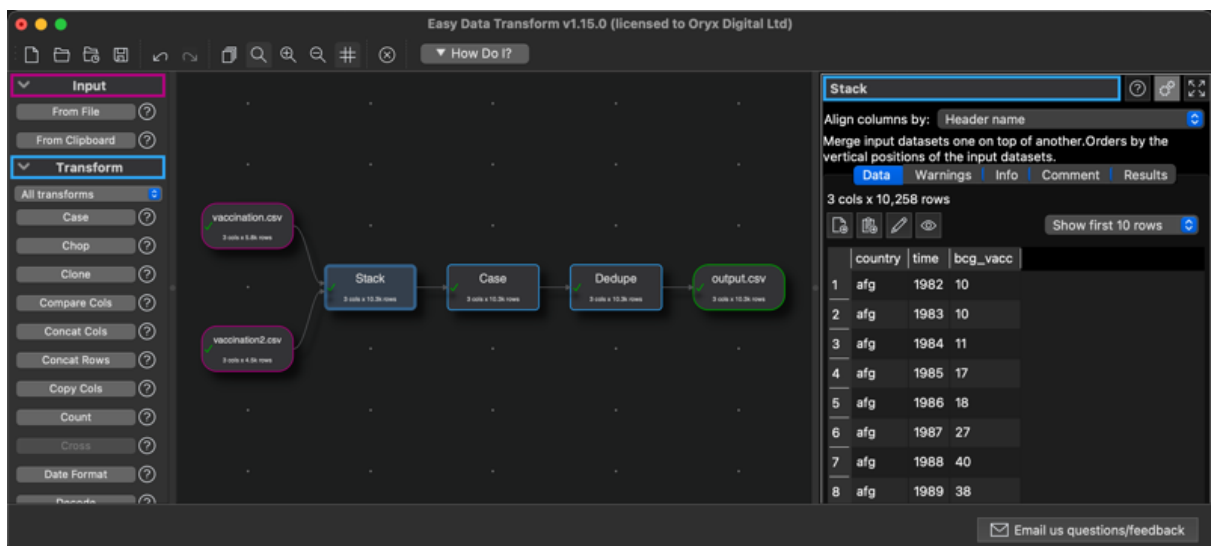 Easy Data Transform v1.15.0 (licensed to Oryx Digital Ltd)
▼ How Do I?
Input
From File
From Clipboard
Transform
All transforms
Case
Chop
Clone
Compare Cols
Concat Cols
Concat Rows
Copy Cols
Count
Cross
Date Format
Decode
vaccination.csv
3 cols x 5.8k rows
vaccination2.csv
3 cols x 4.5k rows
Stack
3 cols x 10.3k rows
Case
3 cols x 10.3k rows
Dedupe
3 cols x 10.3k rows
output.csv
3 cols x 10.3k rows
Stack
Align columns by: Header name
Merge input datasets one on top of another.Orders by the
vertical positions of the input datasets.
Data Warnings Info Comment Results
3 cols x 10,258 rows
Show first 10 rows
country time bcg_vacc
1 afg 1982 10
2 afg 1983 10
3 afg 1984 11
4 afg 1985 17
5 afg 1986 18
6 afg 1987 27
7 afg 1988 40
8 afg 1989 38
Email us questions/feedback